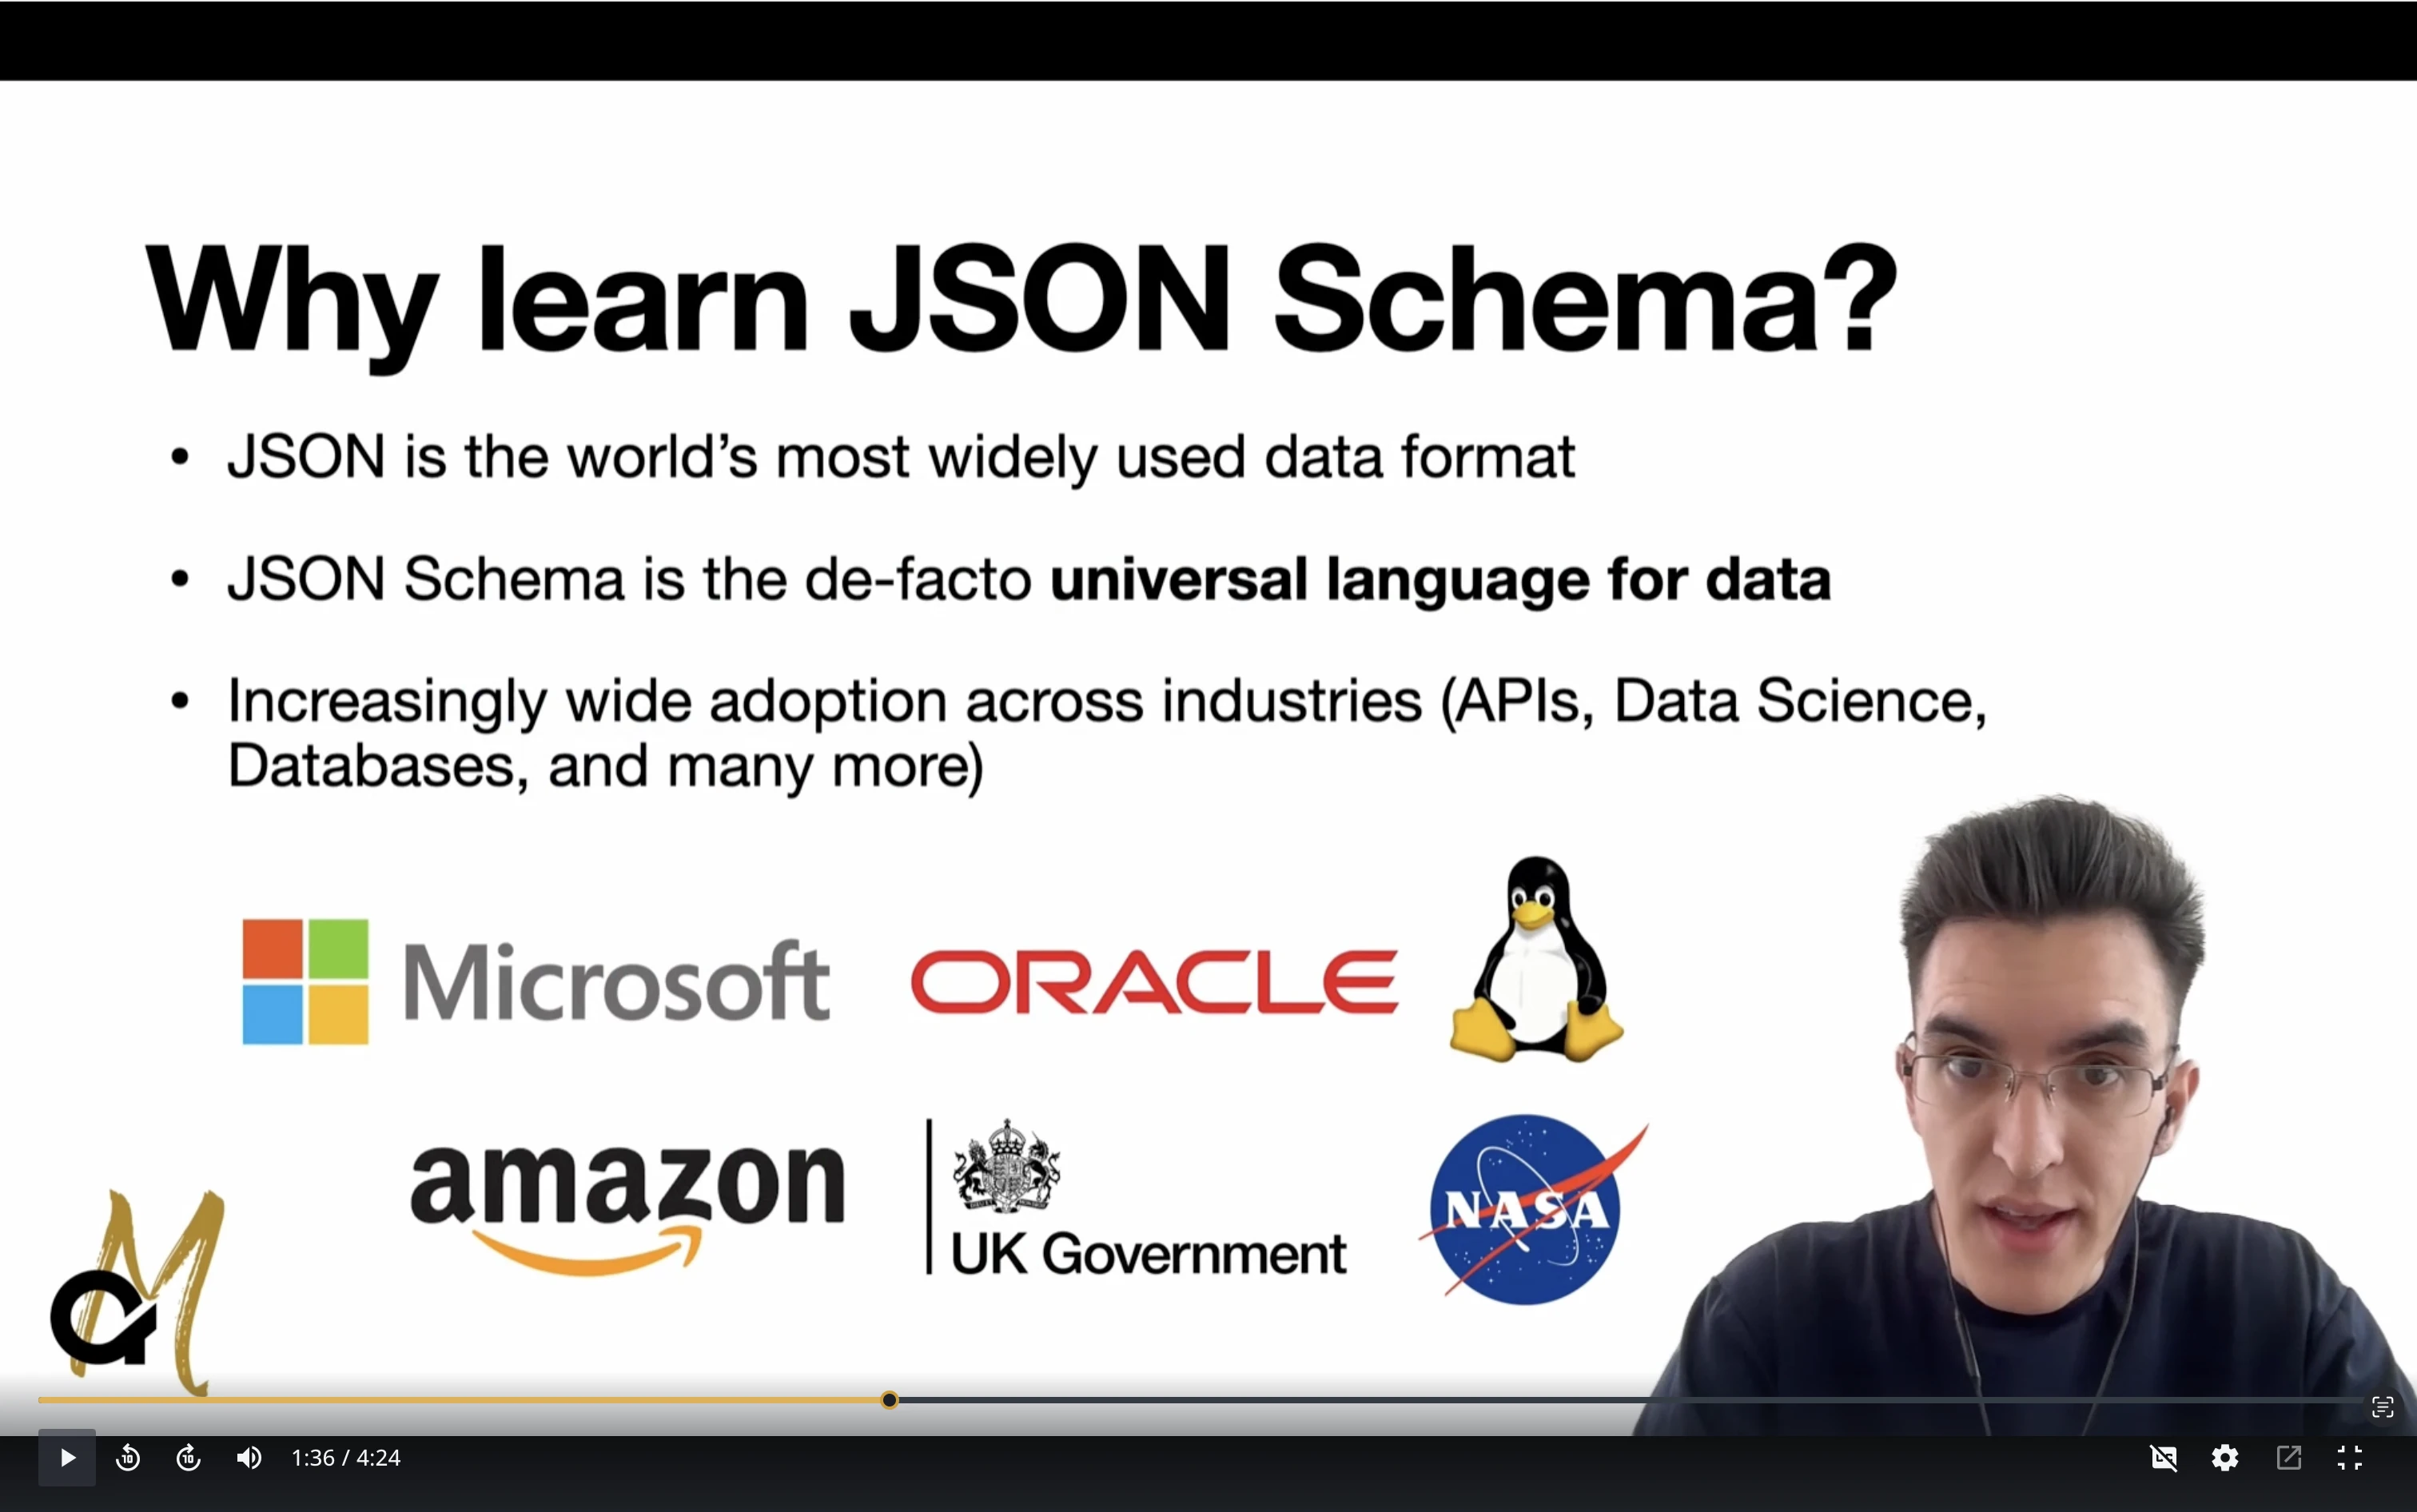 Why learn JSON Schema?
• JSON is the world’s most widely used data format
• JSON Schema is the de-facto universal language for data
• Increasingly wide adoption across industries (APIs, Data Science,
Databases, and many more)
Microsoft
ORACLE
amazon
UK Government
NASA
M
a
10
10
1:36 / 4:24